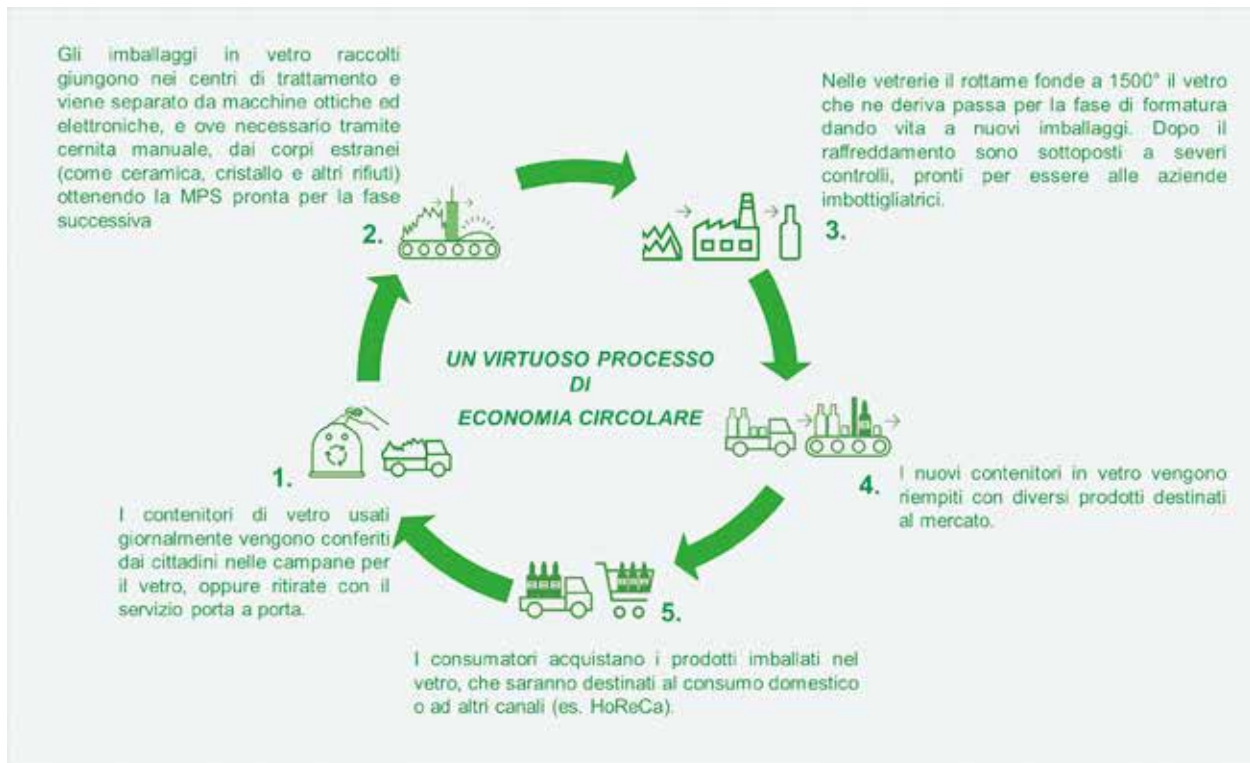 Gli imballaggi in vetro raccolti
giungono nei centri di trattamento e
viene separato da macchine ottiche ed
elettroniche, e ove necessario tramite
cernita manuale, dai corpi estranei
(come ceramica, cristallo e altri rifiuti)
ottenendo la MPS pronta per la fase
successiva
2.
Nelle vetrerie il rottame fonde a 1500° il vetro
che ne deriva passa per la fase di formatura
dando vita a nuovi imballaggi. Dopo il
raffreddamento sono sottoposti a severi
controlli, pronti per essere alle aziende
imbottigliatrici.
3.
UN VIRTUOSO PROCESSO
DI
ECONOMIA CIRCOLARE
1.
I contenitori di vetro usati
giornalmente vengono conferiti
dai cittadini nelle campane per
il vetro, oppure ritirate con il
servizio porta a porta.
4.
I nuovi contenitori in vetro vengono
riempiti con diversi prodotti destinati
al mercato.
5.
I consumatori acquistano i prodotti imballati nel
vetro, che saranno destinati al consumo domestico
o ad altri canali (es. HoReCa).